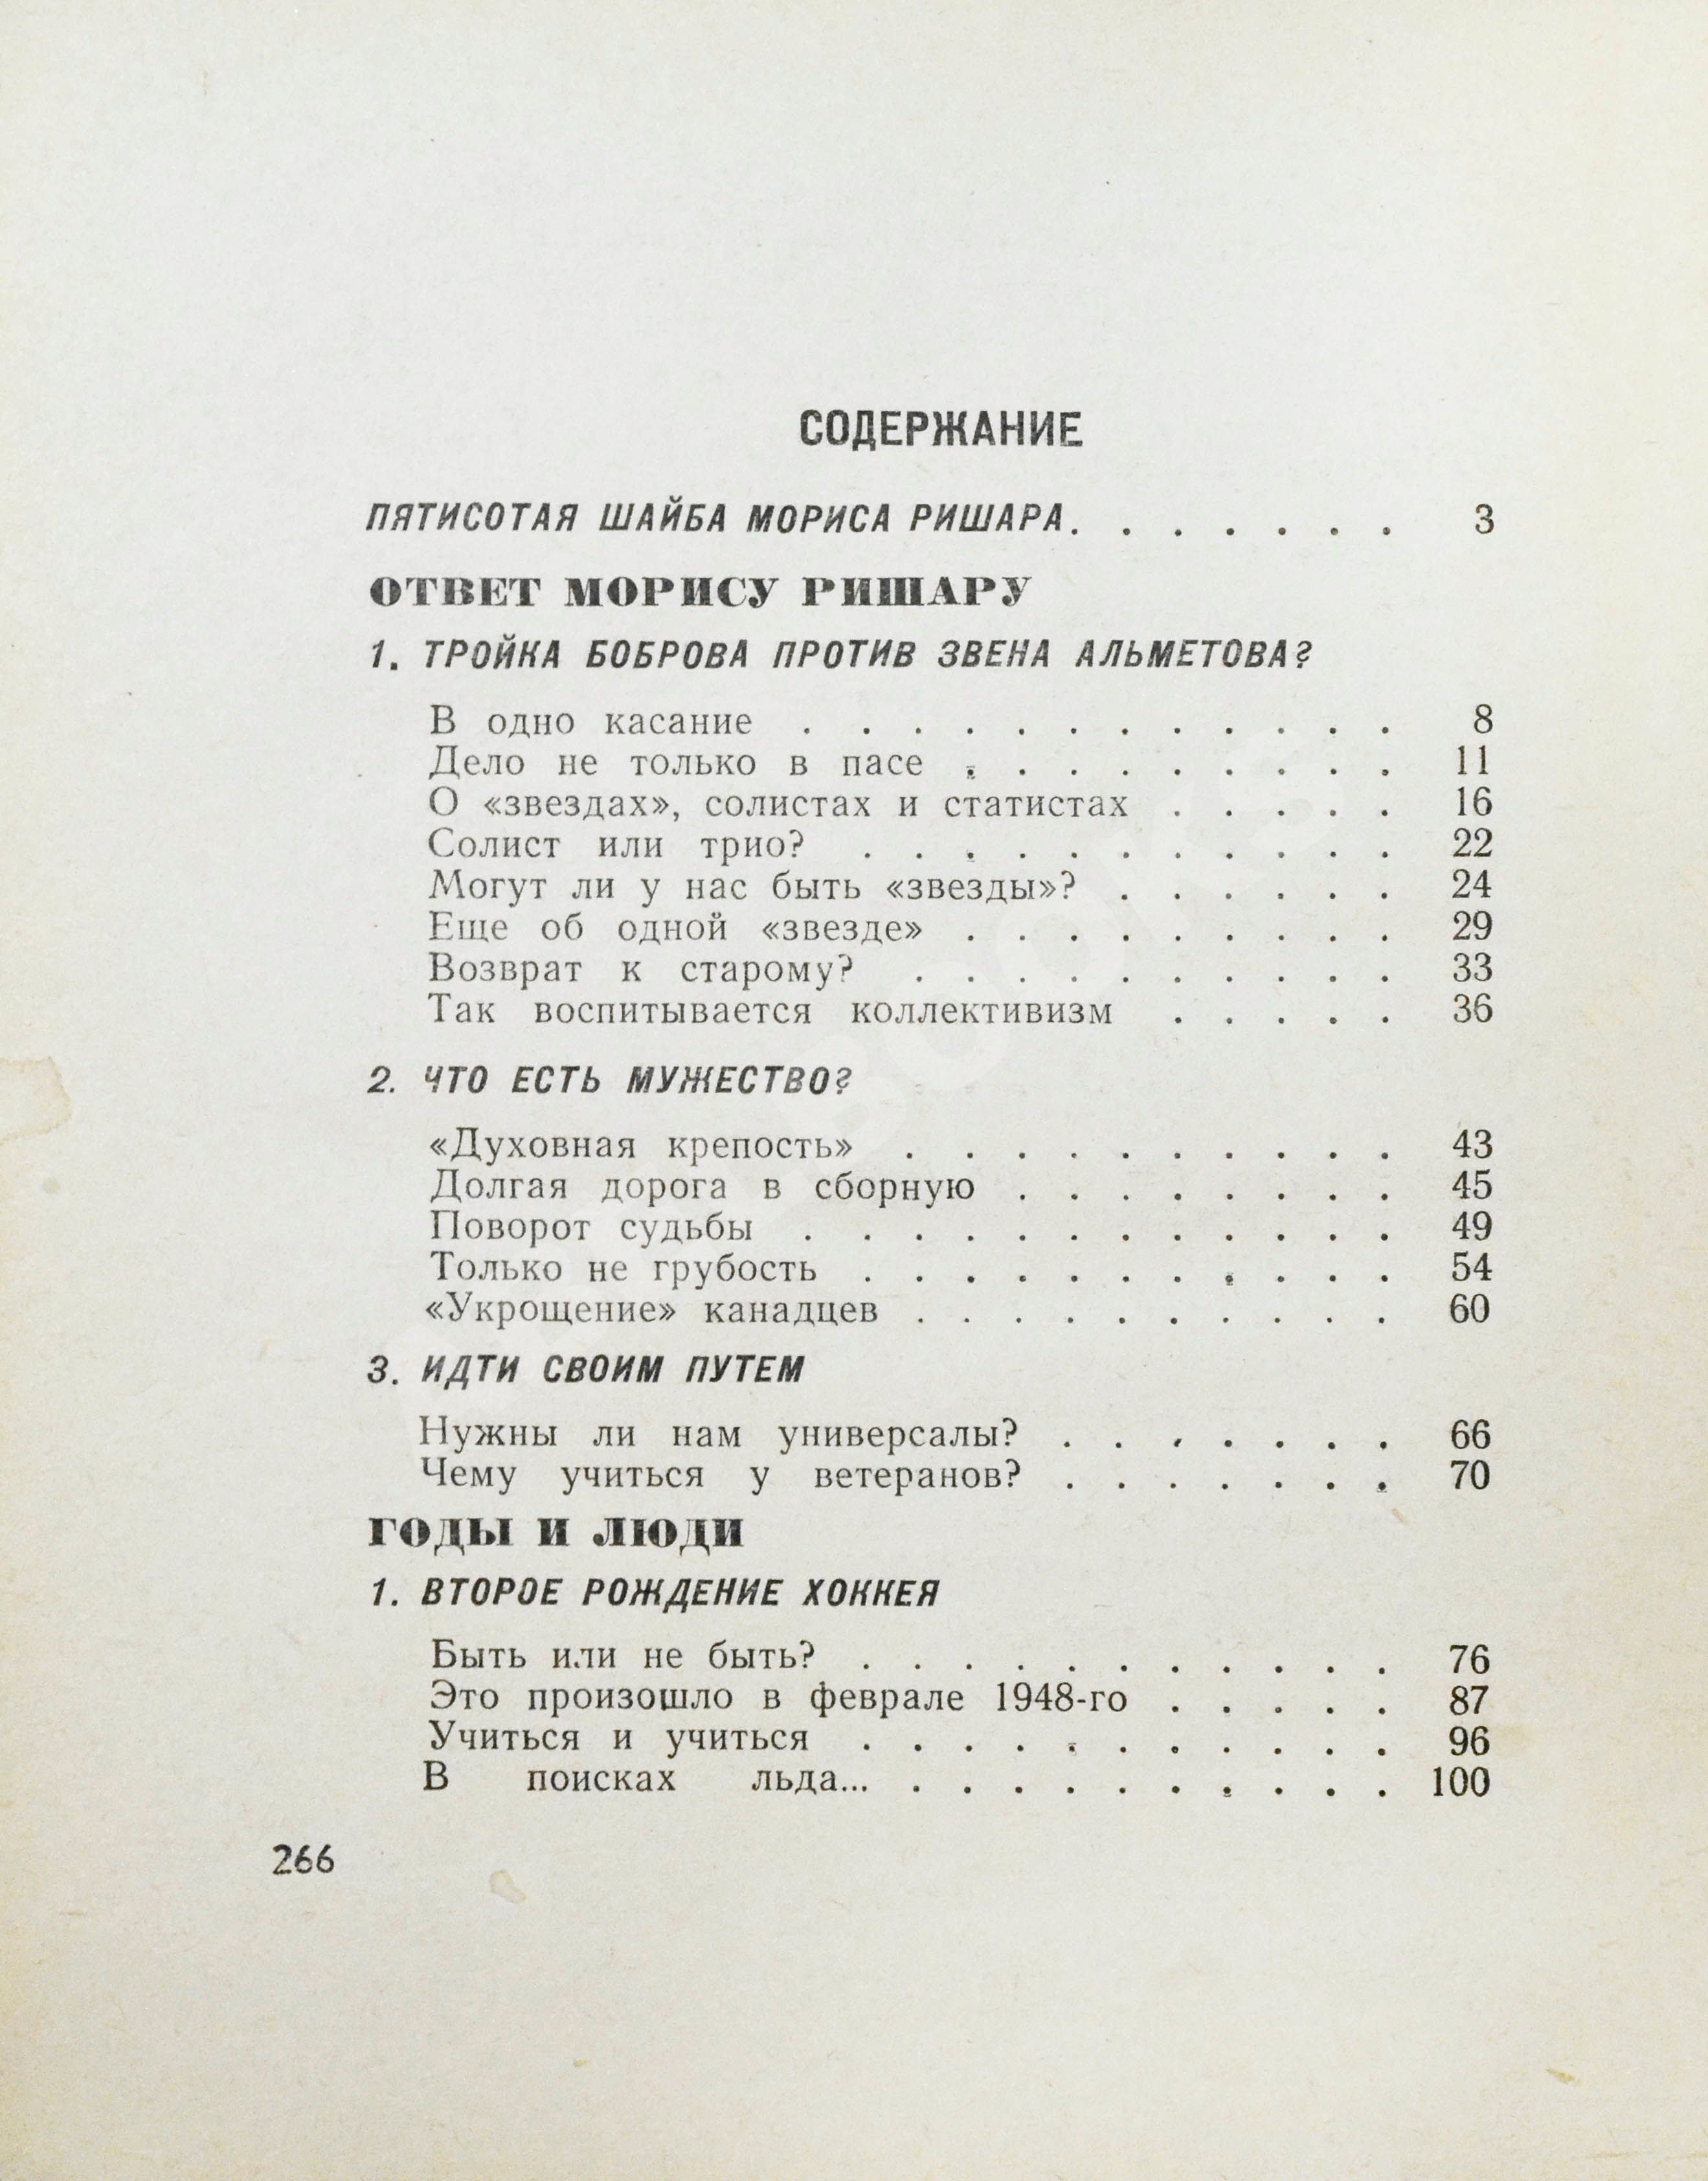 СОДЕРЖАНИЕ
ПЯТИСОТАЯ ШАЙБА МОРИСА РИШАРА. . . . . . . 3
ОТВЕТ МОРИСУ РИШАРУ
1. ТРОЙКА БОБРОВА ПРОТИВ ЗВЕНА АЛЬМЕТОВА?
В одно касание . . . . . . . . . . . . 8
Дело не только в пасе . . . . . . . . . 11
О «звездах», солистах и статистах . . . . . 16
Солист или трио? . . . . . . . . . . . 22
Могут ли у нас быть «звезды»? . . . . . . 24
Еще об одной «звезде» . . . . . . . . . 29
Возврат к старому? . . . . . . . . . . 33
Так воспитывается коллективизм . . . . . 36
2. ЧТО ЕСТЬ МУЖЕСТВО?
«Духовная крепость» . . . . . . . . . . 43
Долгая дорога в сборную . . . . . . . . 45
Поворот судьбы . . . . . . . . . . . . 49
Только не грубость . . . . . . . . . . . 54
«Укрощение» канадцев . . . . . . . . . . 60
3. ИДТИ СВОИМ ПУТЕМ
Нужны ли нам универсалы? . . . . . . . 66
Чему учиться у ветеранов? . . . . . . . 70
ГОДЫ И ЛЮДИ
1. ВТОРОЕ РОЖДЕНИЕ ХОККЕЯ
Быть или не быть? . . . . . . . . . . . 76
Это произошло в феврале 1948-го . . . . . 87
Учиться и учиться . . . . . . . . . . . 96
В поисках льда... . . . . . . . . . . 100
266